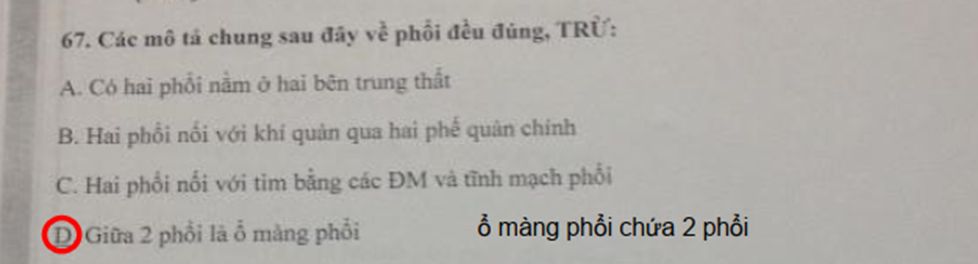 67. Các mô tả chung sau đây về phổi đều đúng, TRỪ:
A. Có hai phổi nằm ở hai bên trung thất
B. Hai phổi nối với khí quản qua hai phế quản chính
C. Hai phổi nối với tim bằng các ĐM và tĩnh mạch phổi
D. Giữa 2 phổi là ổ màng phổi ổ màng phổi chứa 2 phổi